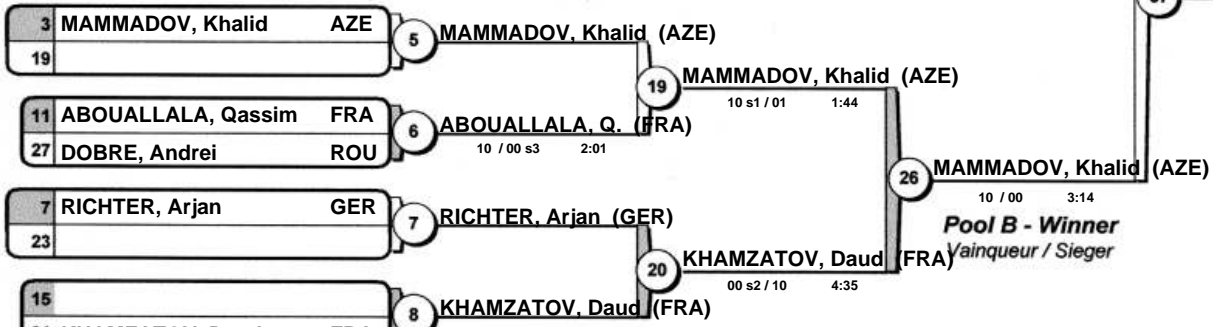 3 MAMMADOV, Khalid AZE
19
5 MAMMADOV, Khalid (AZE)
11 ABOUALLALA, Qassim FRA
27 DOBRE, Andrei ROU
6 ABOUALLALA, Q. (FRA)
10 / 00 s3 2:01
19 MAMMADOV, Khalid (AZE)
10 s1 / 01 1:44
7 RICHTER, Arjan GER
23
7 RICHTER, Arjan (GER)
15
8 KHAMZATOV, Daud (FRA)
20 KHAMZATOV, Daud (FRA)
00 s2 / 10 4:35
26 MAMMADOV, Khalid (AZE)
10 / 00 3:14
Pool B - Winner
Vainqueur / Sieger